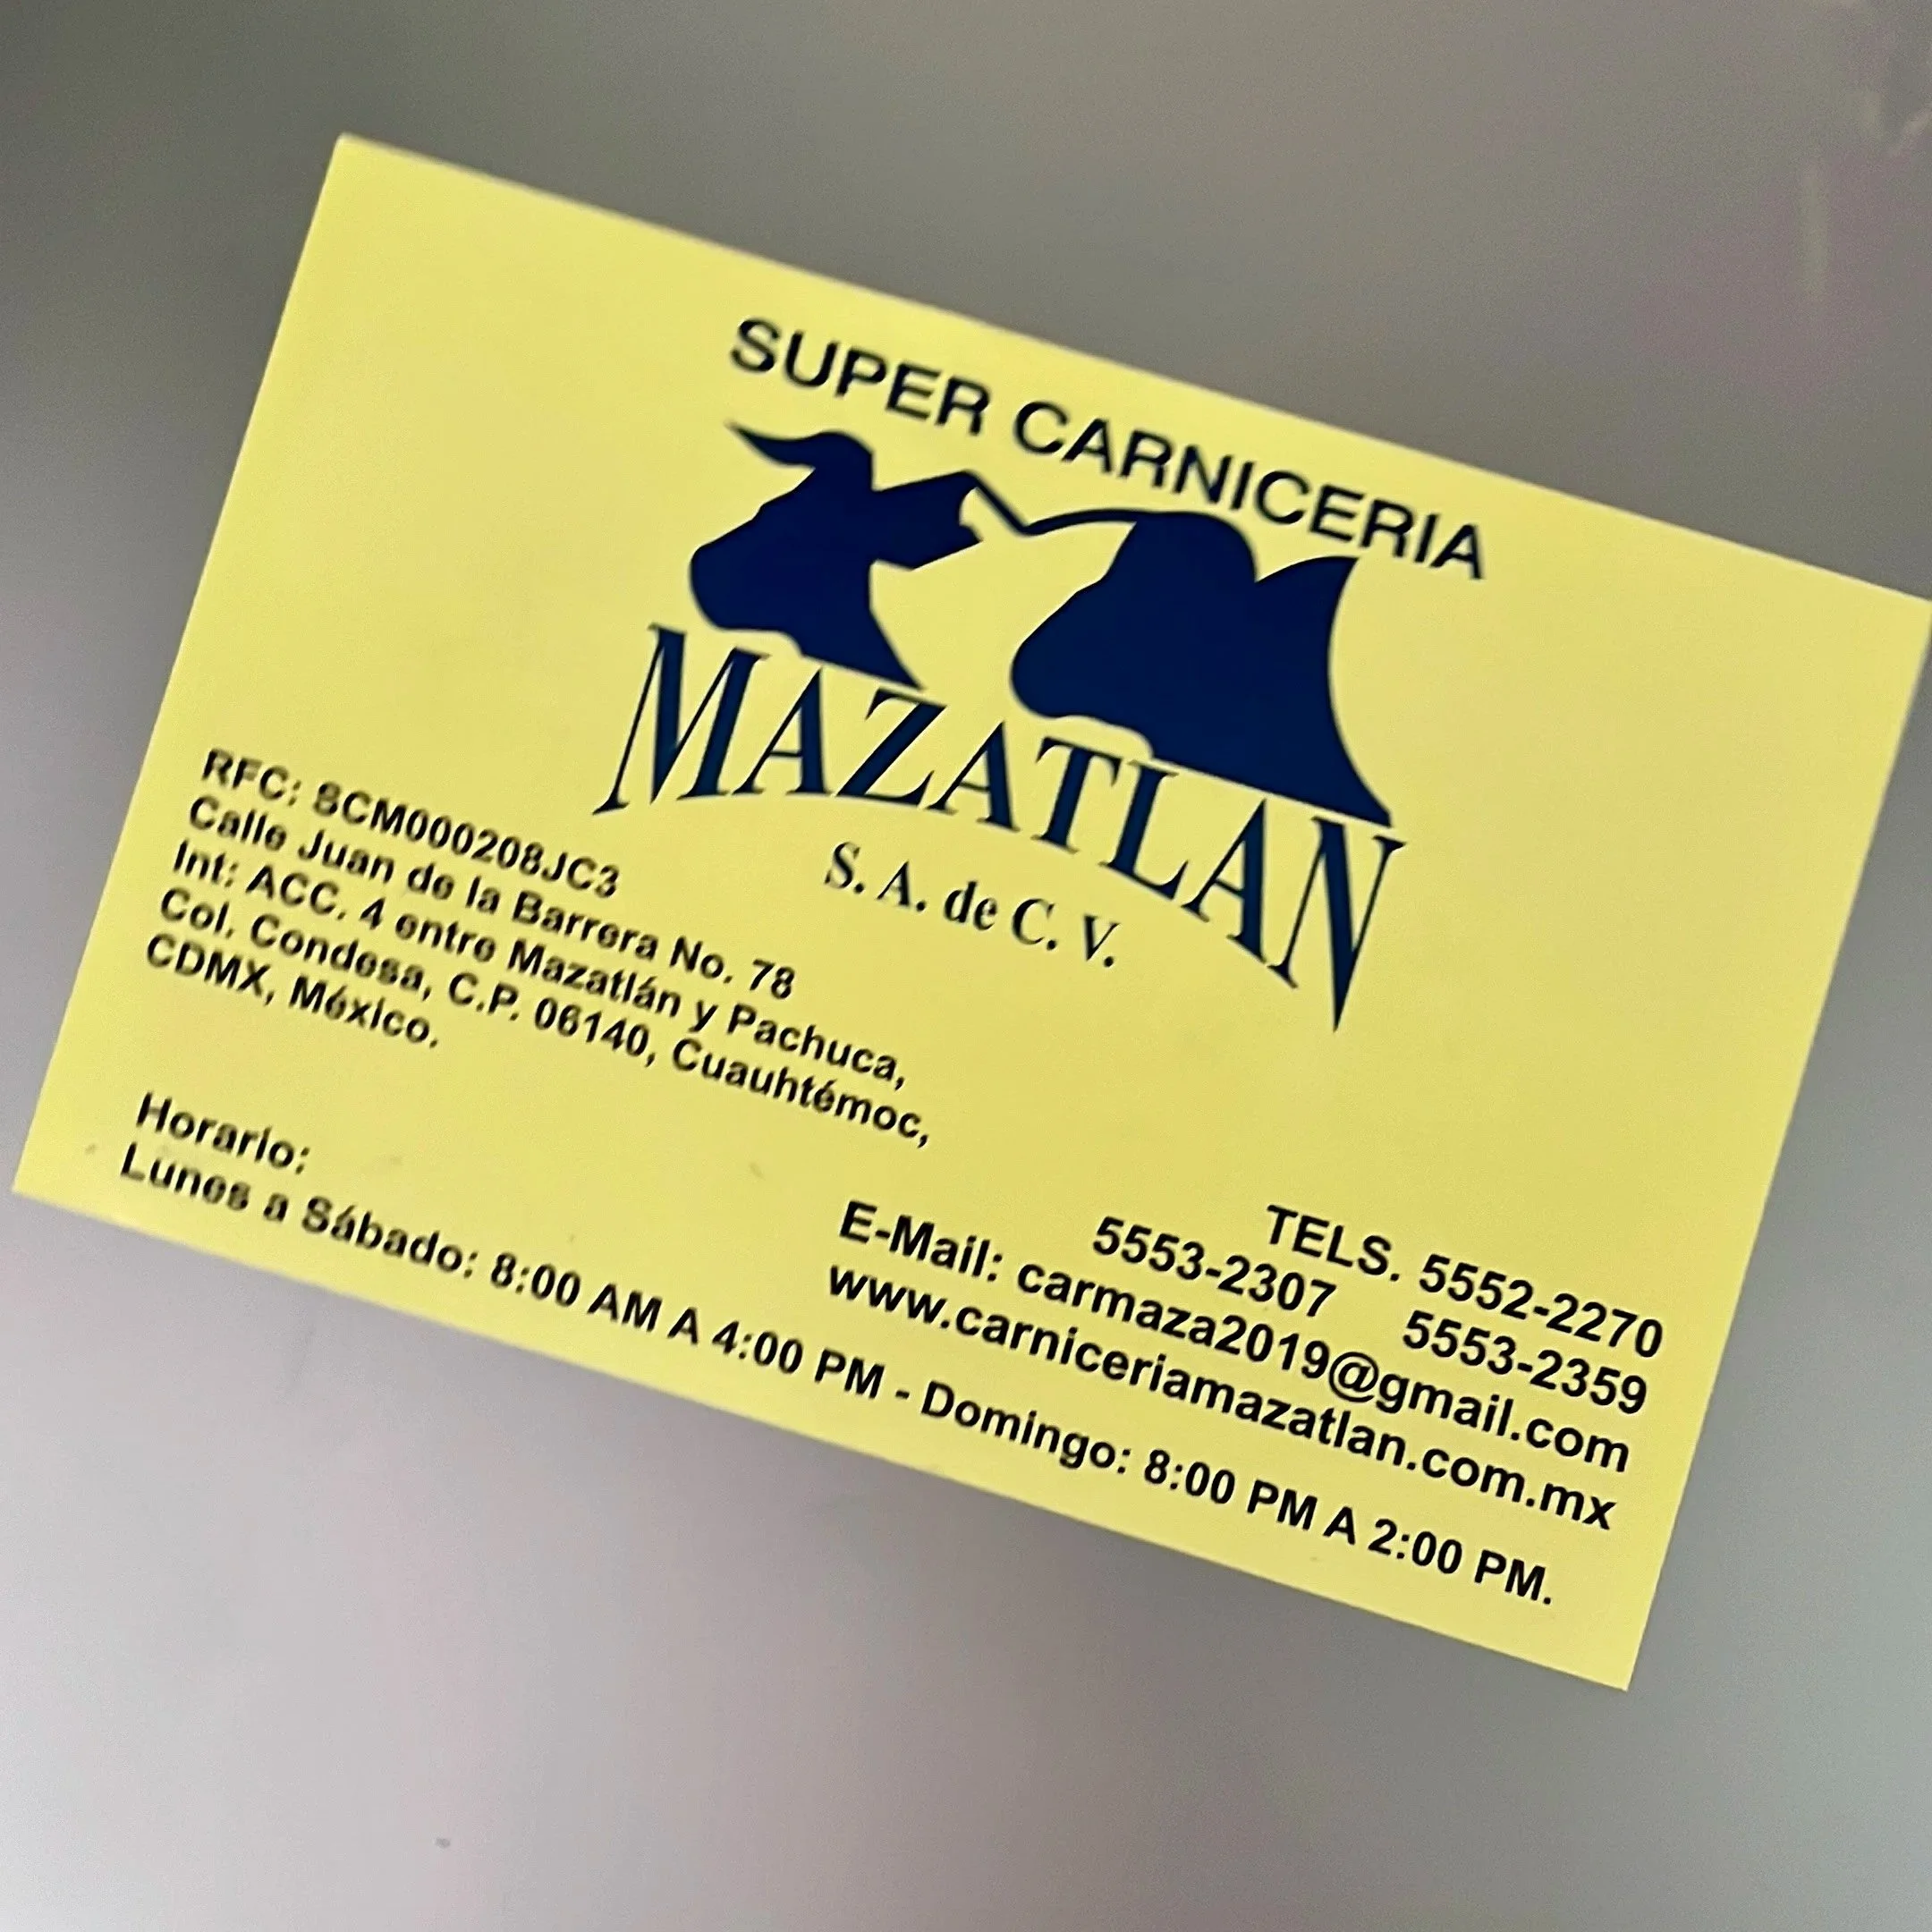 SUPER CARNICERIA
MAZATLAN
S. A. de C. V.
RFC: SCM000208JC3
Calle Juan de la Barrera No. 78
Int: ACC. 4 entre Mazatlán y Pachuca,
Col. Condesa, C.P. 06140, Cuauhtémoc,
CDMX, México.
TELS. 5552-2270
5553-2307 5553-2359
E-Mail: carmaza2019@gmail.com
www.carniceriamazatlan.com.mx
Horario:
Lunes a Sábado: 8:00 AM A 4:00 PM - Domingo: 8:00 PM A 2:00 PM.